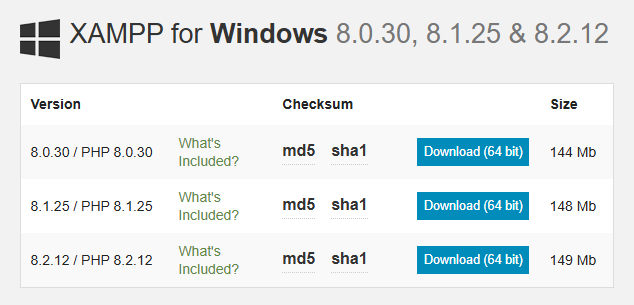 XAMPP for Windows 8.0.30, 8.1.25 & 8.2.12
Version Checksum Size
8.0.30 / PHP 8.0.30 What's Included? md5 sha1 Download (64 bit) 144 Mb
8.1.25 / PHP 8.1.25 What's Included? md5 sha1 Download (64 bit) 148 Mb
8.2.12 / PHP 8.2.12 What's Included? md5 sha1 Download (64 bit) 149 Mb